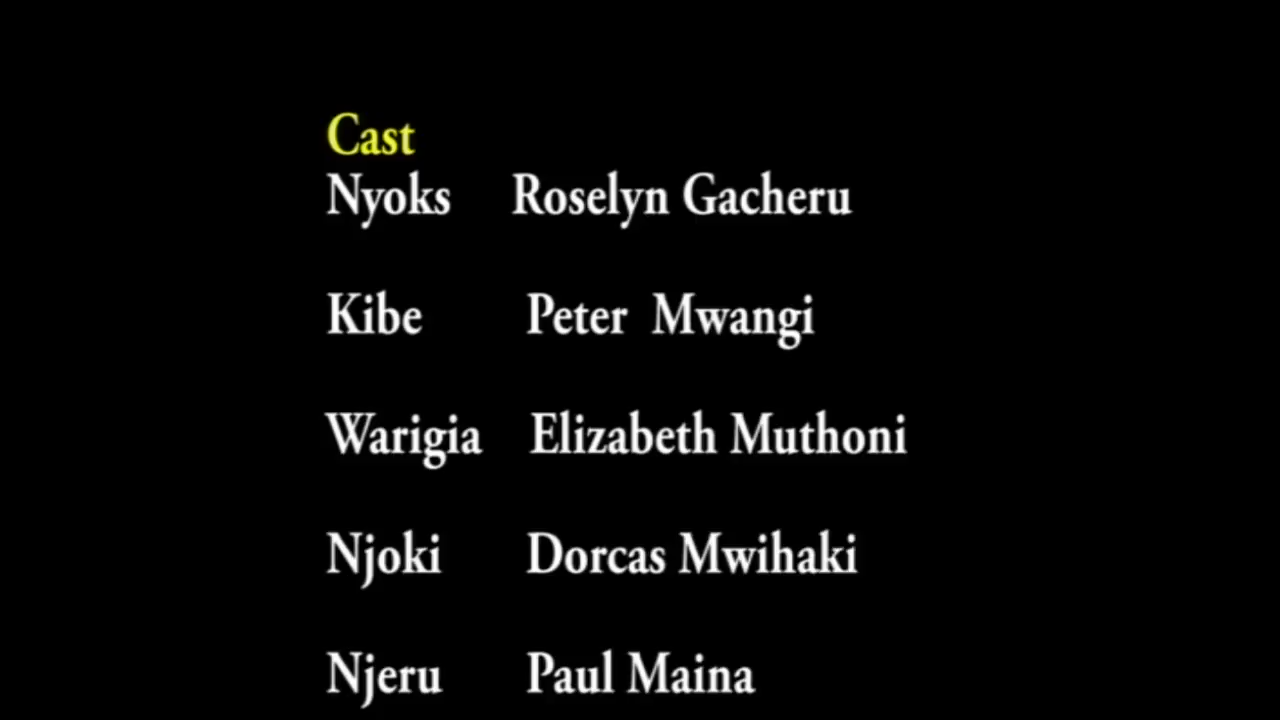 Cast
Nyoks Roselyn Gacheru
Kibe Peter Mwangi
Warigia Elizabeth Muthoni
Njoki Dorcas Mwihaki
Njeru Paul Maina